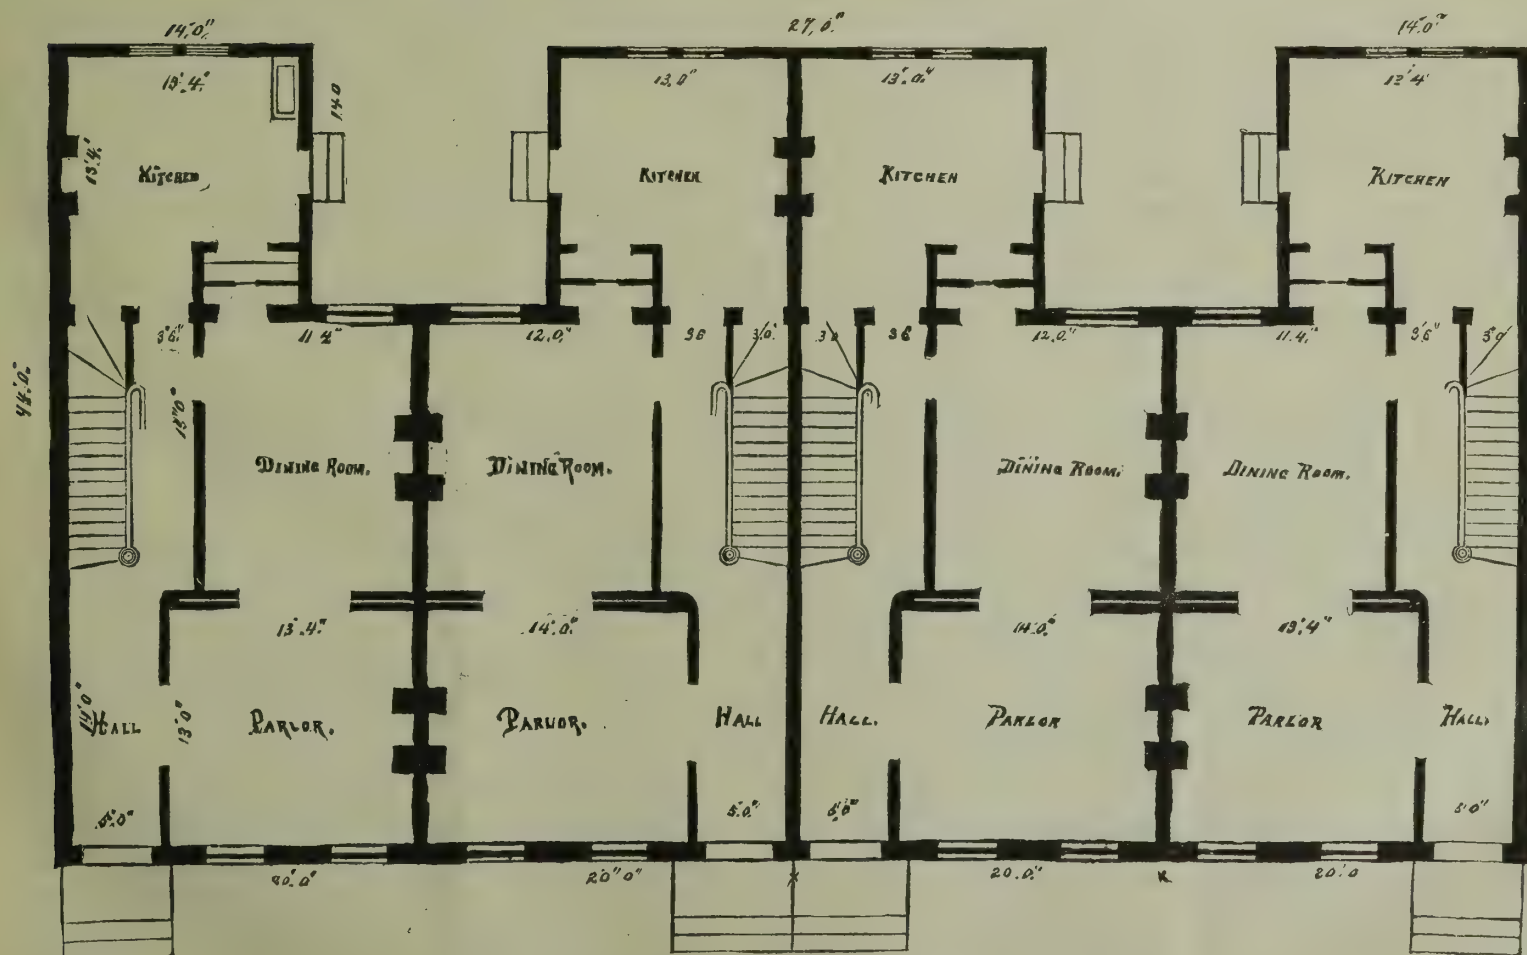 14'.0"
27.0"
14'.0"
13'.4"
13.0"
13'.0"
12'4
14.0
13'.4"
KITCHEN
KITCHEN
KITCHEN
KITCHEN
3'6"
11 4
12.0"
3 6
3'.0"
3 0
3 6
12.0"
11.4"
3'6"
3'0
44'.0"
13'0"
DINING ROOM.
DINING ROOM.
DINING ROOM.
DINING ROOM.
13'.4"
14'.0"
14'.0"
13'.4"
14'0"
HALL
13'0"
PARLOR.
PARLOR.
HALL
HALL.
PARLOR
PARLOR
HALL.
5'0"
5'.0"
5'0"
5'0"
20'.0"
20"0"
20.0"
20'.0